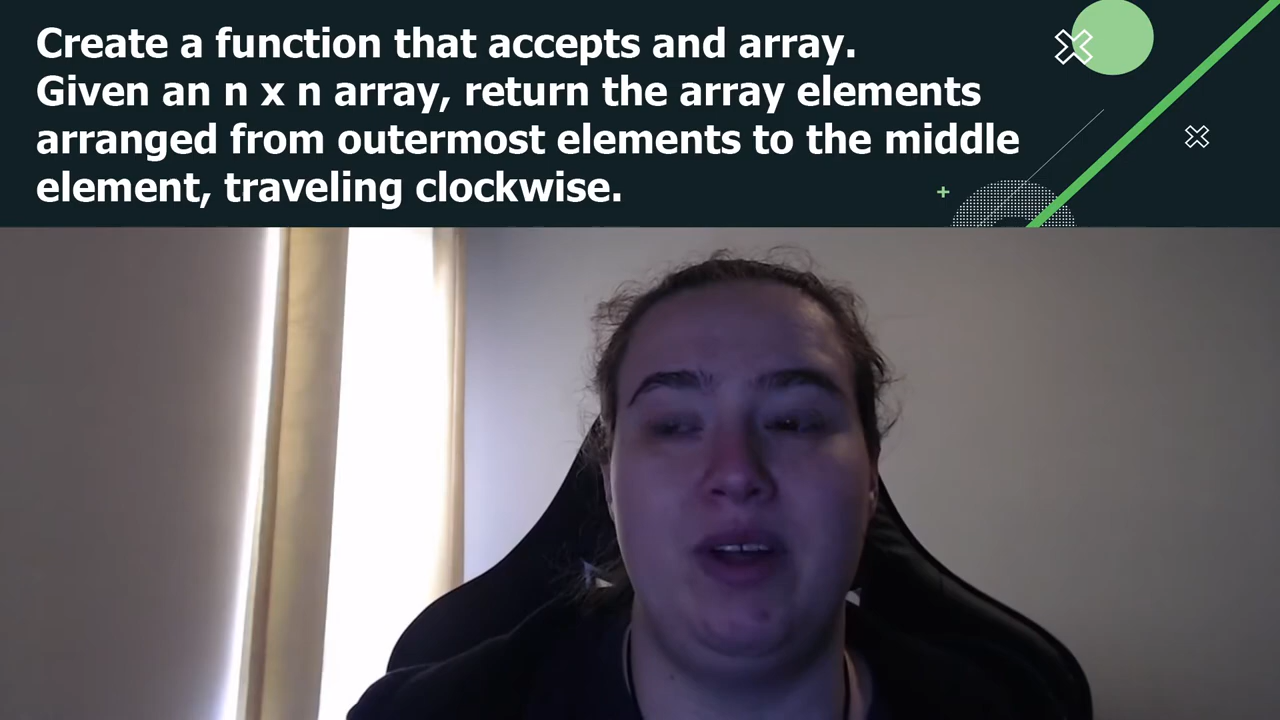 Create a function that accepts and array.
Given an n x n array, return the array elements
arranged from outermost elements to the middle
element, traveling clockwise.